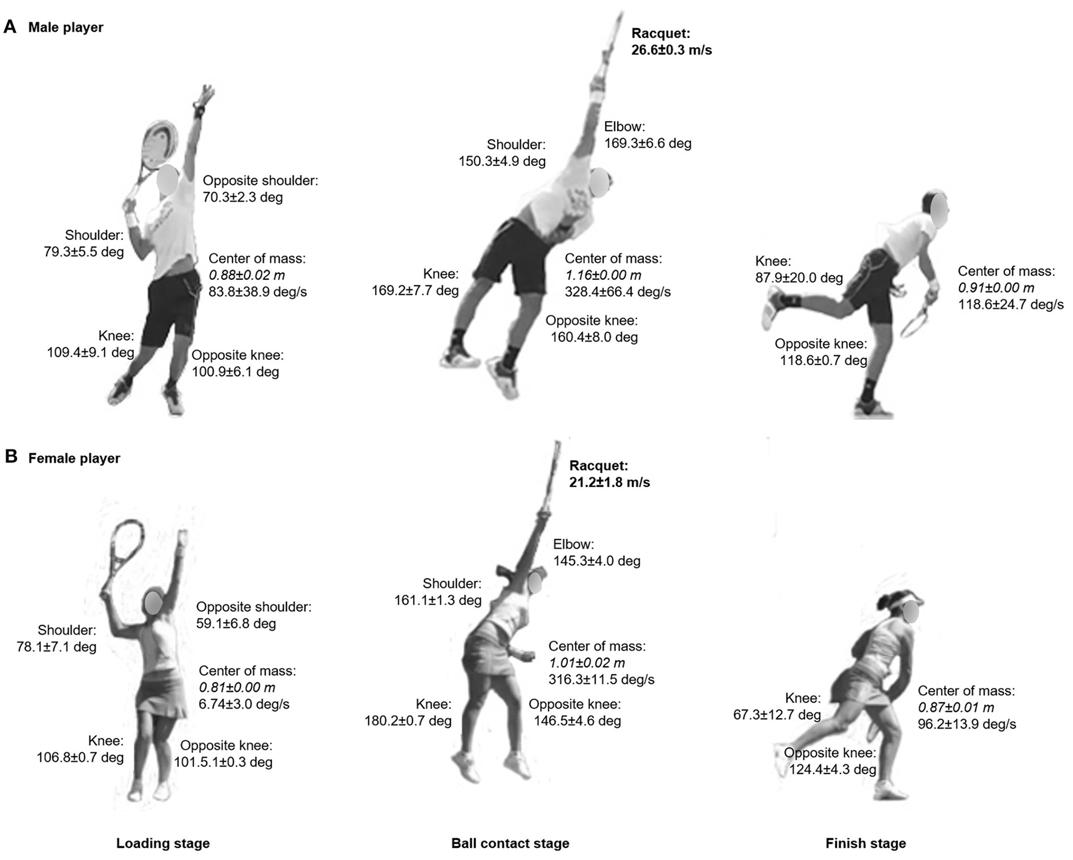 A Male player
Racquet:
26.6±0.3 m/s
Elbow:
169.3±6.6 deg
Shoulder:
150.3±4.9 deg
Opposite shoulder:
70.3±2.3 deg
Shoulder:
79.3±5.5 deg
Center of mass:
0.88±0.02 m
83.8±38.9 deg/s
Knee:
109.4±9.1 deg
Opposite knee:
100.9±6.1 deg
Center of mass:
1.16±0.00 m
328.4±66.4 deg/s
Knee:
169.2±7.7 deg
Opposite knee:
160.4±8.0 deg
Knee:
87.9±20.0 deg
Center of mass:
0.91±0.00 m
118.6±24.7 deg/s
Opposite knee:
118.6±0.7 deg
B Female player
Racquet:
21.2±1.8 m/s
Elbow:
145.3±4.0 deg
Shoulder:
161.1±1.3 deg
Opposite shoulder:
59.1±6.8 deg
Shoulder:
78.1±7.1 deg
Center of mass:
0.81±0.00 m
6.74±3.0 deg/s
Knee:
106.8±0.7 deg
Opposite knee:
101.5.1±0.3 deg
Center of mass:
1.01±0.02 m
316.3±11.5 deg/s
Knee:
180.2±0.7 deg
Opposite knee:
146.5±4.6 deg
Knee:
67.3±12.7 deg
Center of mass:
0.87±0.01 m
96.2±13.9 deg/s
Opposite knee:
124.4±4.3 deg
Loading stage
Ball contact stage
Finish stage